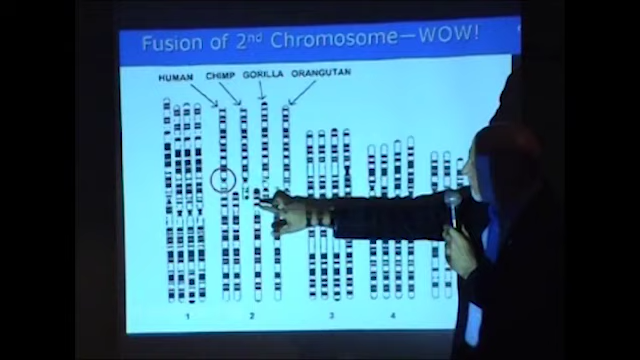 Fusion of 2nd Chromosome—WOW!
HUMAN CHIMP GORILLA ORANGUTAN
1 2 3 4